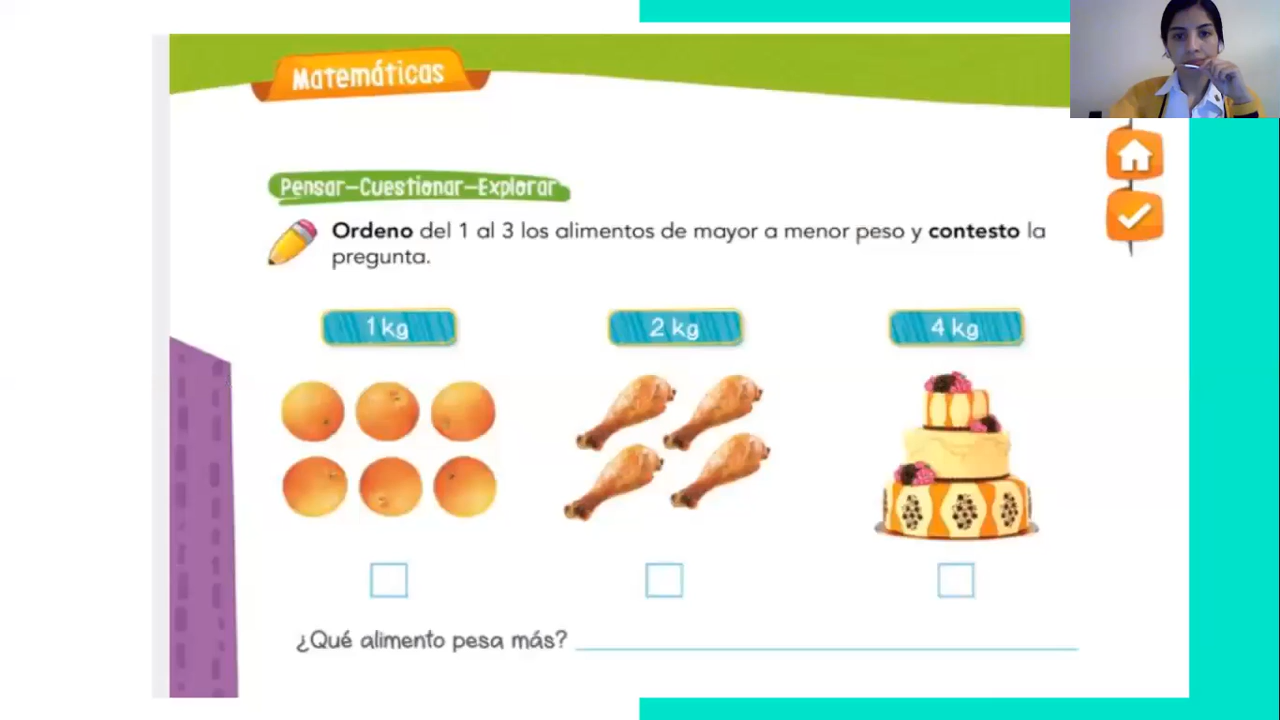 Matemáticas
Pensar–Cuestionar–Explorar
Ordeno del 1 al 3 los alimentos de mayor a menor peso y contesto la
pregunta.
1 kg
2 kg
4 kg
¿Qué alimento pesa más?